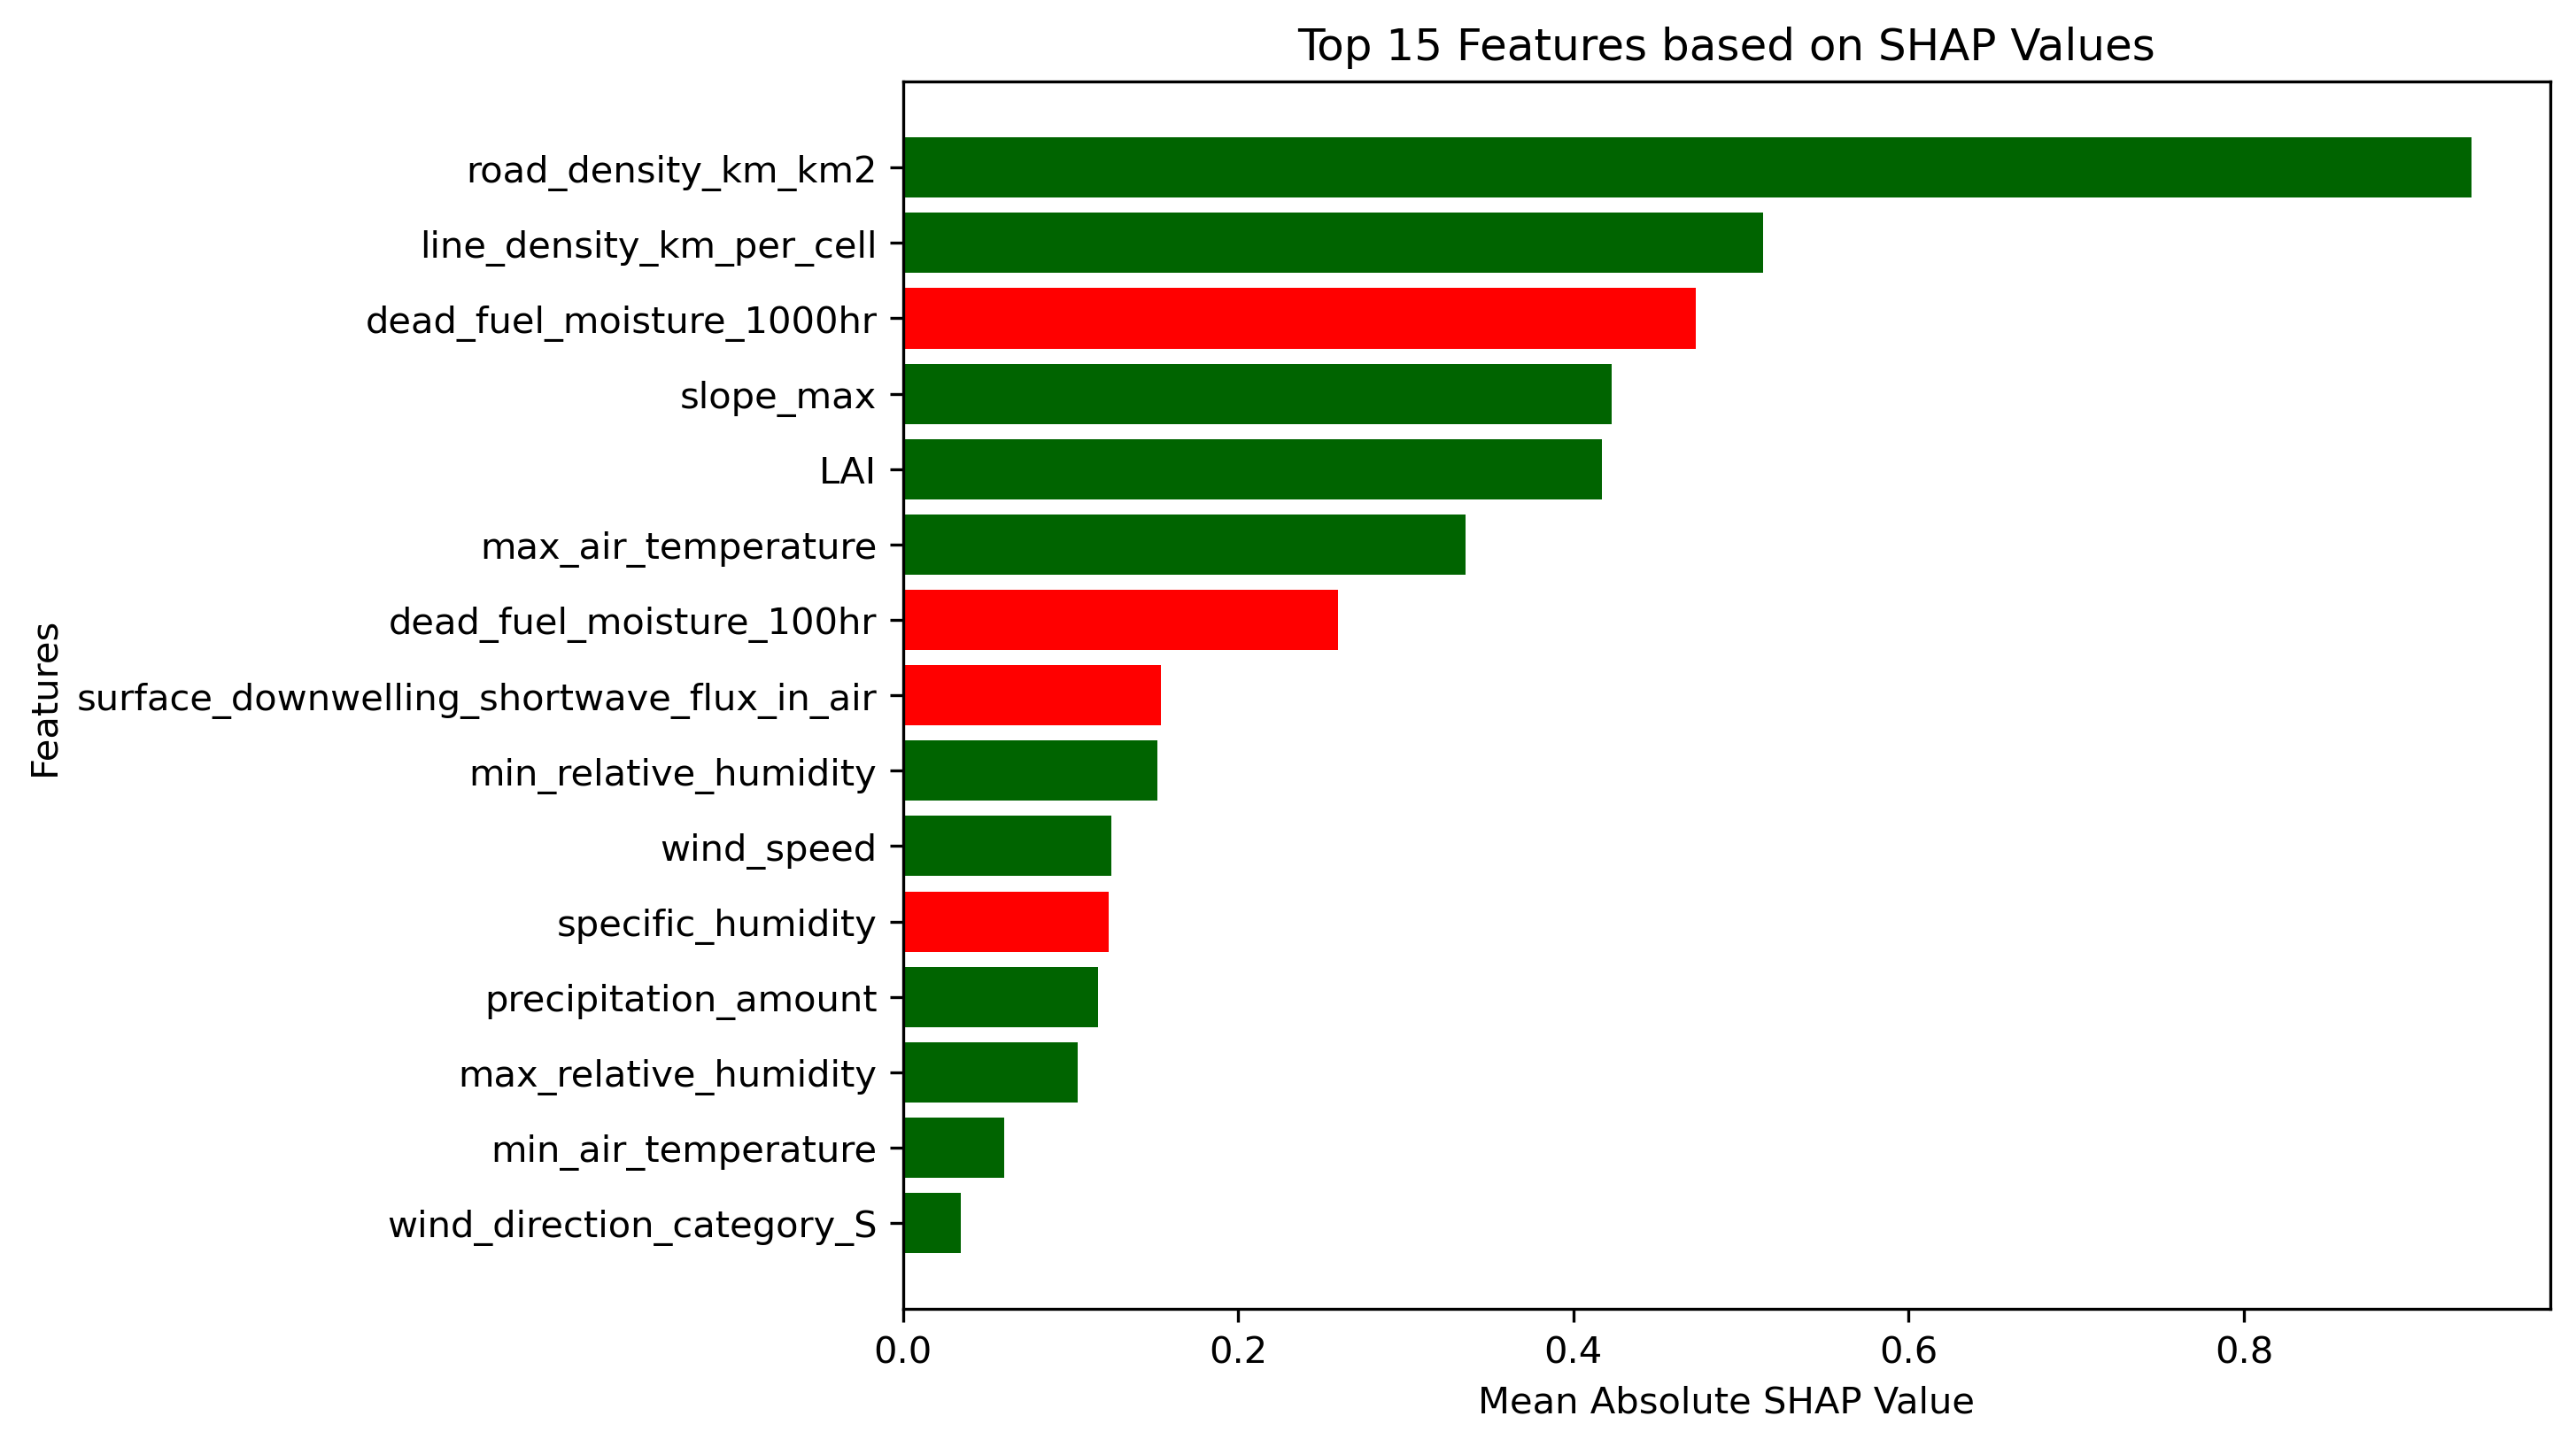 Top 15 Features based on SHAP Values
road_density_km_km2
line_density_km_per_cell
dead_fuel_moisture_1000hr
slope_max
LAI
max_air_temperature
dead_fuel_moisture_100hr
surface_downwelling_shortwave_flux_in_air
min_relative_humidity
wind_speed
specific_humidity
precipitation_amount
max_relative_humidity
min_air_temperature
wind_direction_category_S
Features
0.0 0.2 0.4 0.6 0.8
Mean Absolute SHAP Value